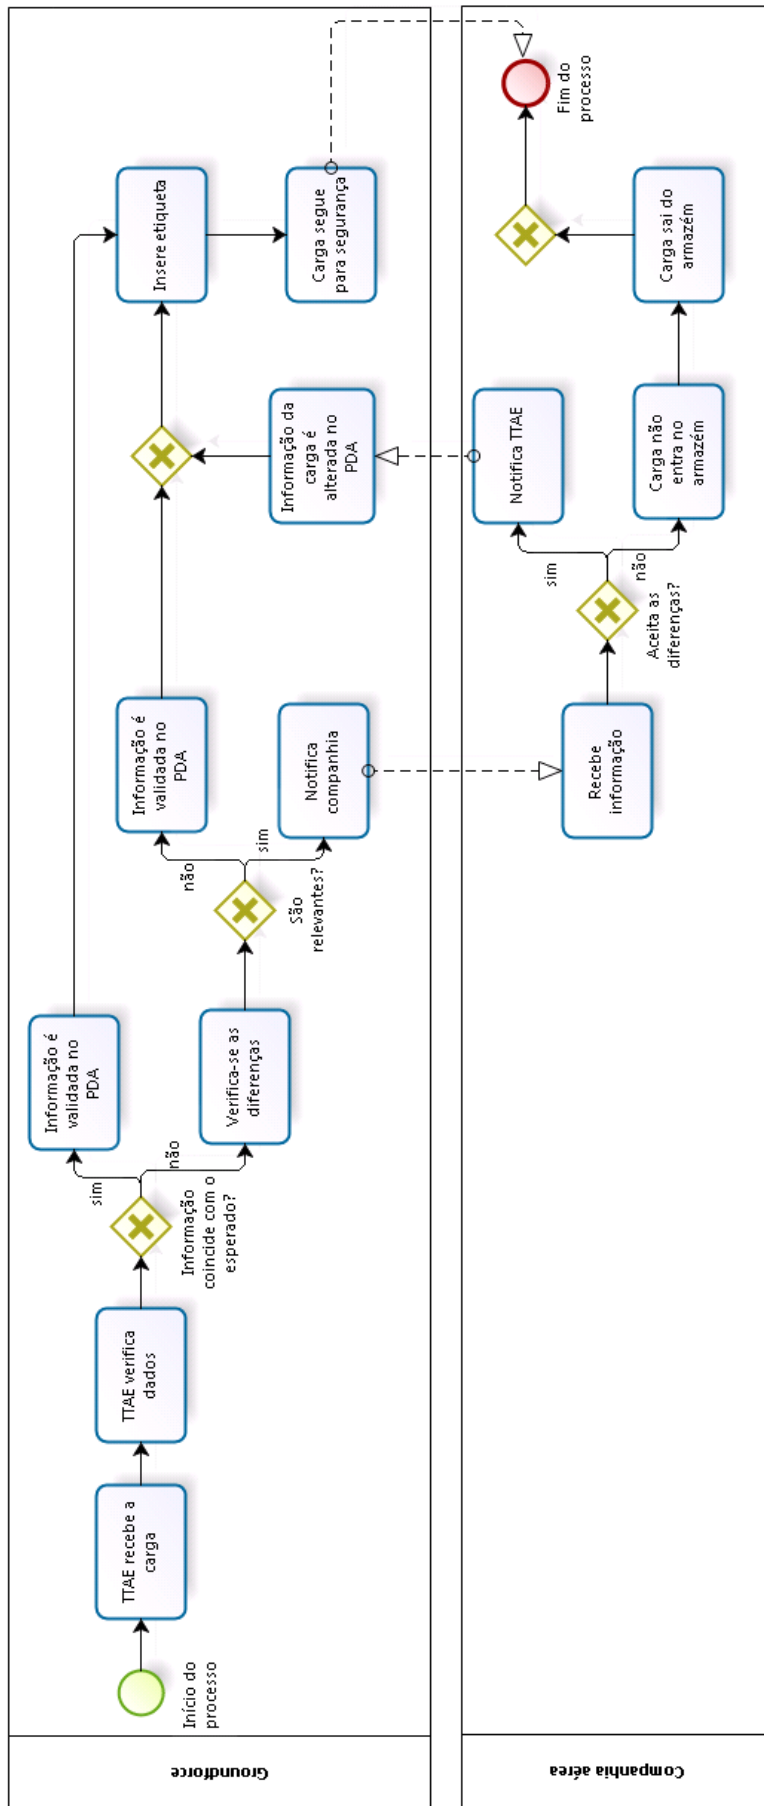 Groundforce
Início do
processo
TTAE recebe a
carga
TTAE verifica
dados
Informação
coincide com o
esperado?
sim
não
Informação é
validada no
PDA
Verifica-se as
diferenças
São
relevantes?
não
sim
Informação é
validada no
PDA
Notifica
companhia
Informação da
carga é
alterada no
PDA
Insere etiqueta
Carga segue
para segurança
Companhia aérea
Recebe
informação
Aceita as
diferenças?
sim
não
Notifica TTAE
Carga não
entra no
armazém
Carga sai do
armazém
Fim do
processo